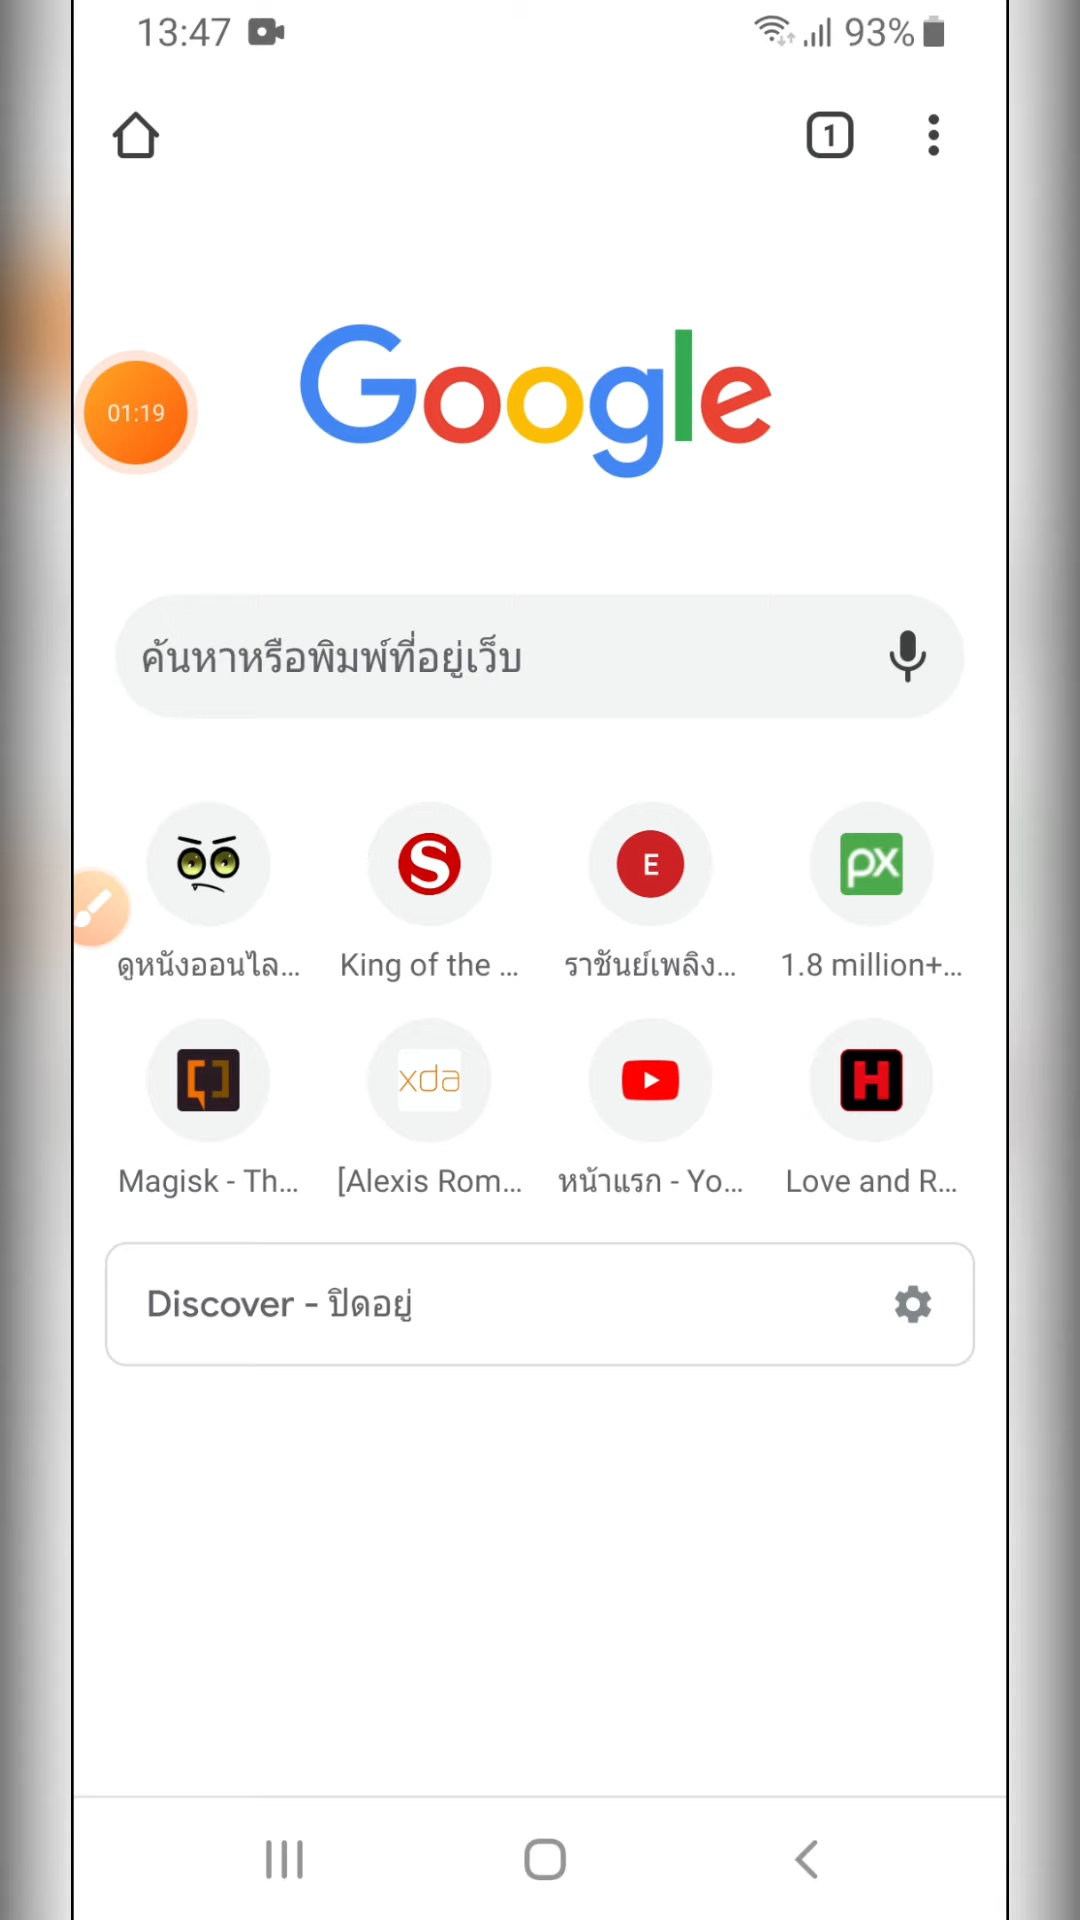 13:47
93%
1
Google
01:19
ค้นหาหรือพิมพ์ที่อยู่เว็บ
S
E
px
ดูหนังออนไล...
King of the ...
ราชันย์เพลิง...
1.8 million+...
xda
H
Magisk - Th...
[Alexis Rom...
หน้าแรก - Yo...
Love and R...
Discover - ปิดอยู่